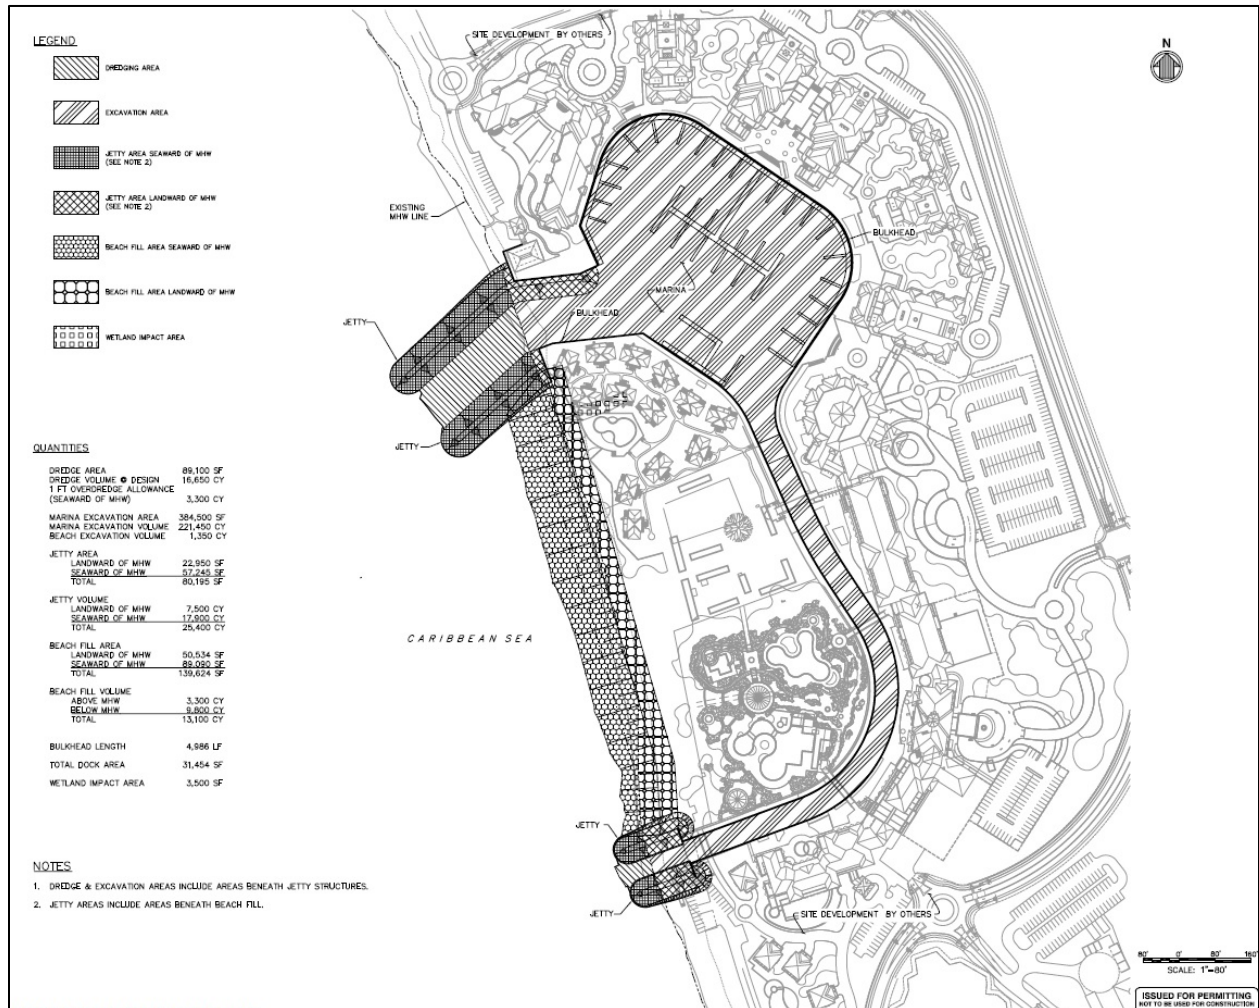 LEGEND
DREDGING AREA
EXCAVATION AREA
JETTY AREA SEAWARD OF MHW
(SEE NOTE 2)
JETTY AREA LANDWARD OF MHW
(SEE NOTE 2)
BEACH FILL AREA SEAWARD OF MHW
BEACH FILL AREA LANDWARD OF MHW
WETLAND IMPACT AREA
QUANTITIES
DREDGE AREA 89,100 SF
DREDGE VOLUME @ DESIGN 16,650 CY
1 FT OVERDREDGE ALLOWANCE
(SEAWARD OF MHW) 3,300 CY
MARINA EXCAVATION AREA 384,500 SF
MARINA EXCAVATION VOLUME 221,450 CY
BEACH EXCAVATION VOLUME 1,350 CY
JETTY AREA
LANDWARD OF MHW 22,950 SF
SEAWARD OF MHW 57,245 SF
TOTAL 80,195 SF
JETTY VOLUME
LANDWARD OF MHW 7,500 CY
SEAWARD OF MHW 17,900 CY
TOTAL 25,400 CY
BEACH FILL AREA
LANDWARD OF MHW 50,534 SF
SEAWARD OF MHW 89,090 SF
TOTAL 139,624 SF
BEACH FILL VOLUME
ABOVE MHW 3,300 CY
BELOW MHW 9,800 CY
TOTAL 13,100 CY
BULKHEAD LENGTH 4,986 LF
TOTAL DOCK AREA 31,454 SF
WETLAND IMPACT AREA 3,500 SF
NOTES
1. DREDGE & EXCAVATION AREAS INCLUDE AREAS BENEATH JETTY STRUCTURES.
2. JETTY AREAS INCLUDE AREAS BENEATH BEACH FILL.
SITE DEVELOPMENT BY OTHERS
N
EXISTING
MHW LINE
BULKHEAD
MARINA
BULKHEAD
JETTY
JETTY
CARIBBEAN SEA
JETTY
JETTY
SITE DEVELOPMENT BY OTHERS
80' 0' 80' 160'
SCALE: 1"=80'
ISSUED FOR PERMITTING
NOT TO BE USED FOR CONSTRUCTION